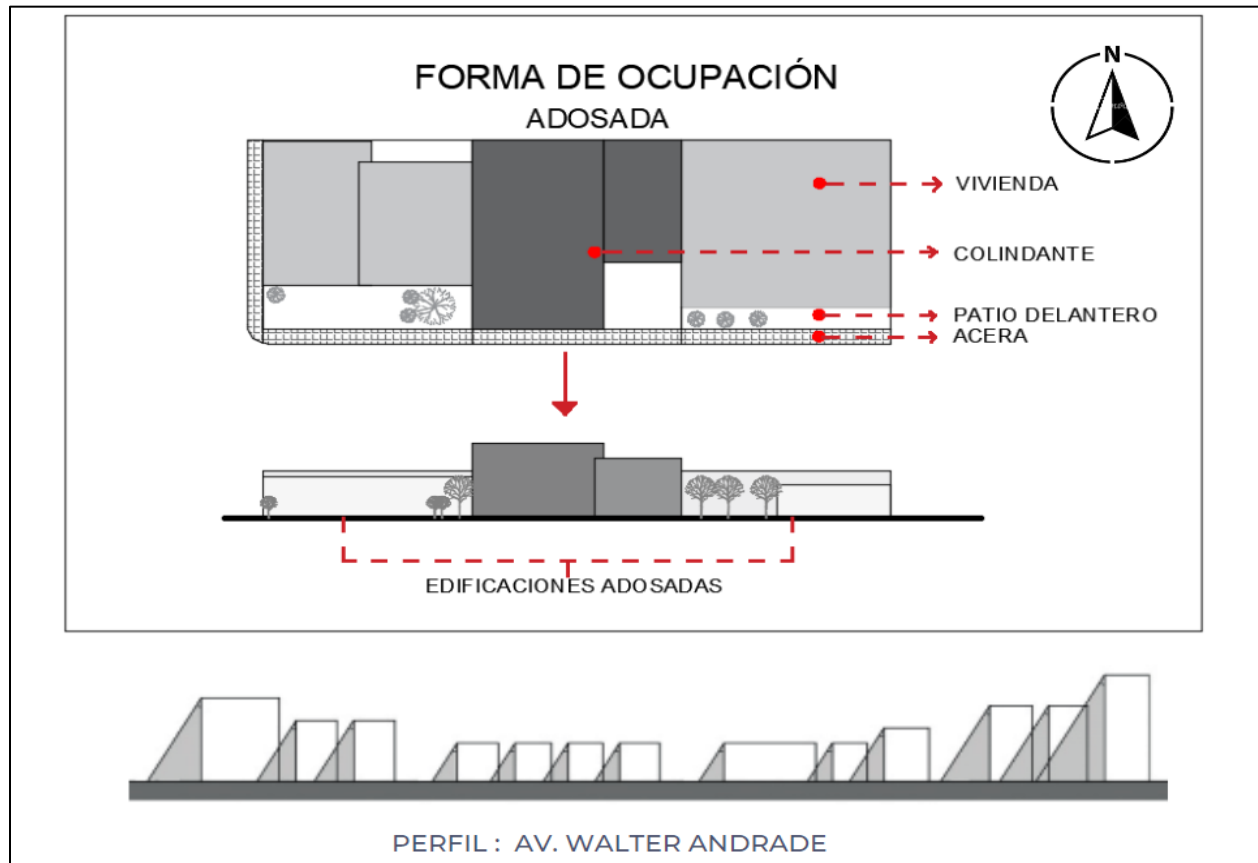 FORMA DE OCUPACIÓN
ADOSADA
N
VIVIENDA
COLINDANTE
PATIO DELANTERO
ACERA
EDIFICACIONES ADOSADAS
PERFIL : AV. WALTER ANDRADE